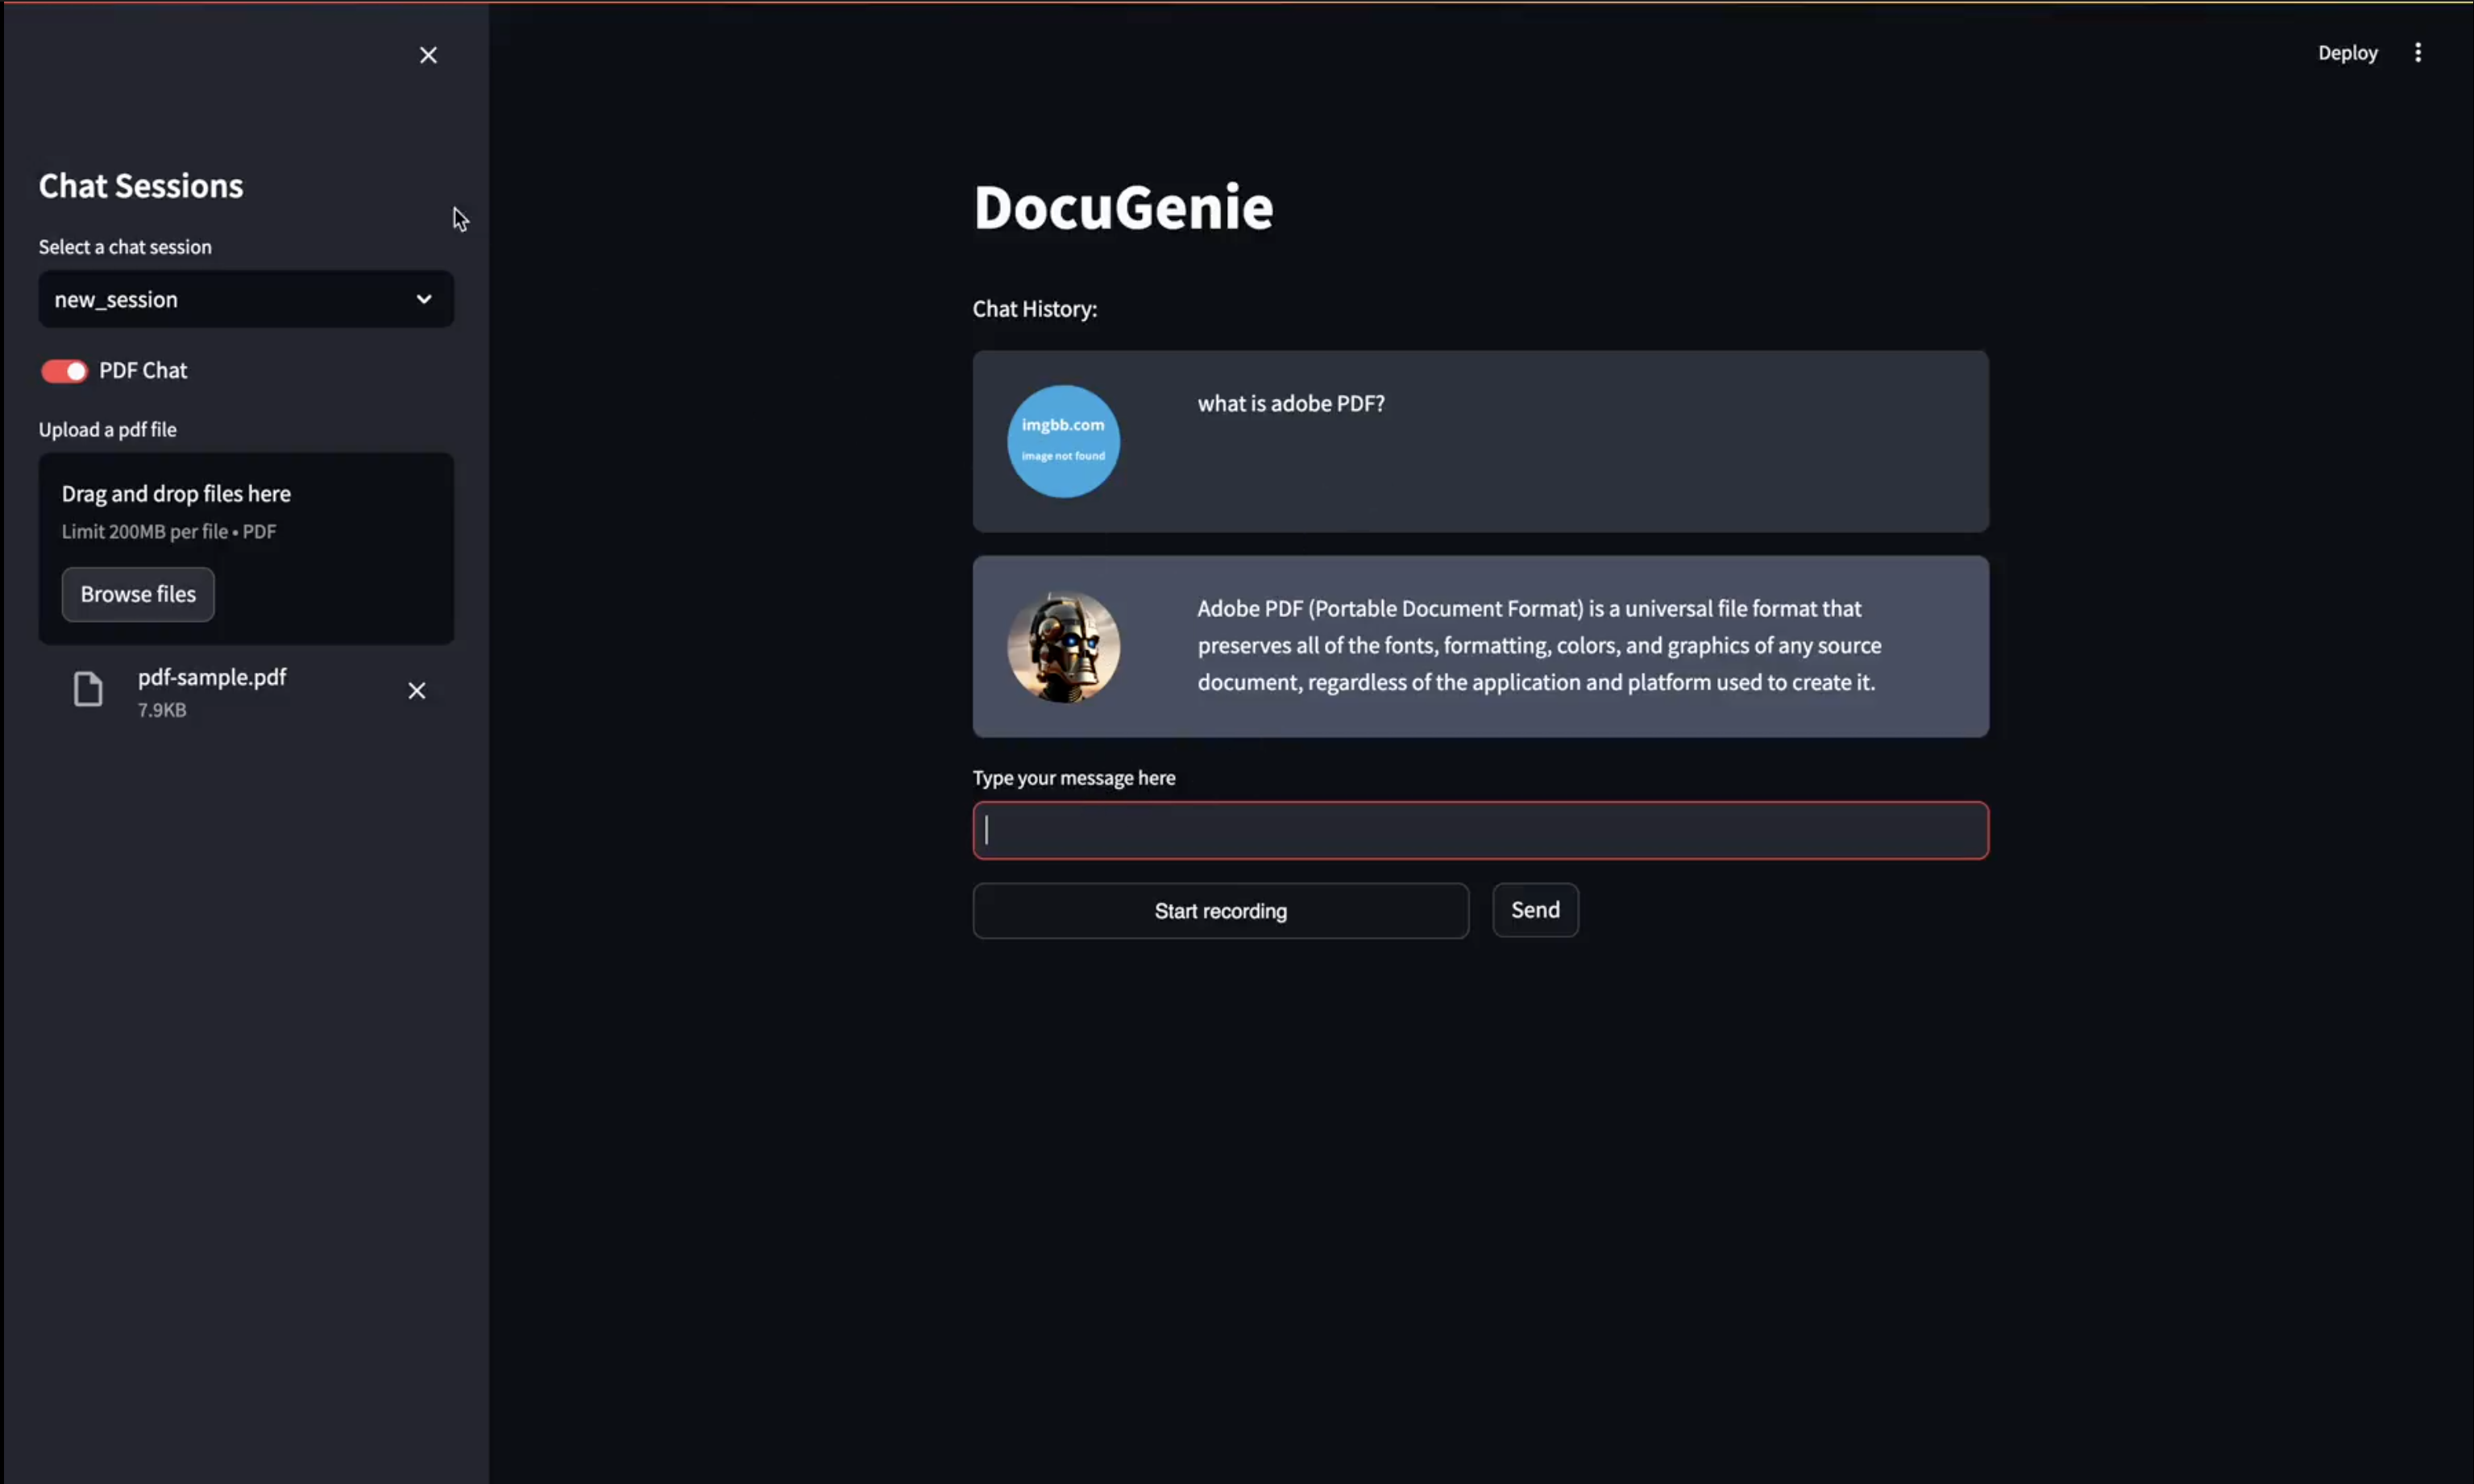 Deploy
Chat Sessions
Select a chat session
new_session
PDF Chat
Upload a pdf file
Drag and drop files here
Limit 200MB per file • PDF
Browse files
pdf-sample.pdf
7.9KB
DocuGenie
Chat History:
imgbb.com
image not found
what is adobe PDF?
Adobe PDF (Portable Document Format) is a universal file format that
preserves all of the fonts, formatting, colors, and graphics of any source
document, regardless of the application and platform used to create it.
Type your message here
Start recording
Send